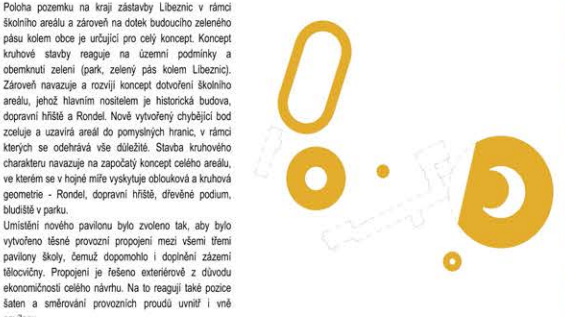 Poloha pozemku na kraji zástavby Líbeznic v rámci
školního areálu a zároveň na dotek budoucího zeleného
pásu kolem obce je určující pro celý koncept. Koncept
kruhové stavby reaguje na územní podmínky a
obemknutí zelení (park, zelený pás kolem Líbeznic).
Zároveň navazuje a rozvíjí koncept dotvoření školního
areálu, jehož hlavním nositelem je historická budova,
dopravní hřiště a Rondel. Nově vytvořený chybějící bod
zceluje a uzavírá areál do pomyslných hranic, v rámci
kterých se odehrává vše důležité. Stavba kruhového
charakteru navazuje na započatý koncept celého areálu,
ve kterém se v hojné míře vyskytuje oblouková a kruhová
geometrie - Rondel, dopravní hřiště, dřevěné podium,
bludiště v parku.
Umístění nového pavilonu bylo zvoleno tak, aby bylo
vytvořeno těsné provozní propojení mezi všemi třemi
pavilony školy, čemuž dopomohlo i doplnění zázemí
tělocvičny. Propojení je řešeno exteriérově z důvodu
ekonomičnosti celého návrhu. Na to reagují také pozice
šaten a směrování provozních proudů uvnitř i vně